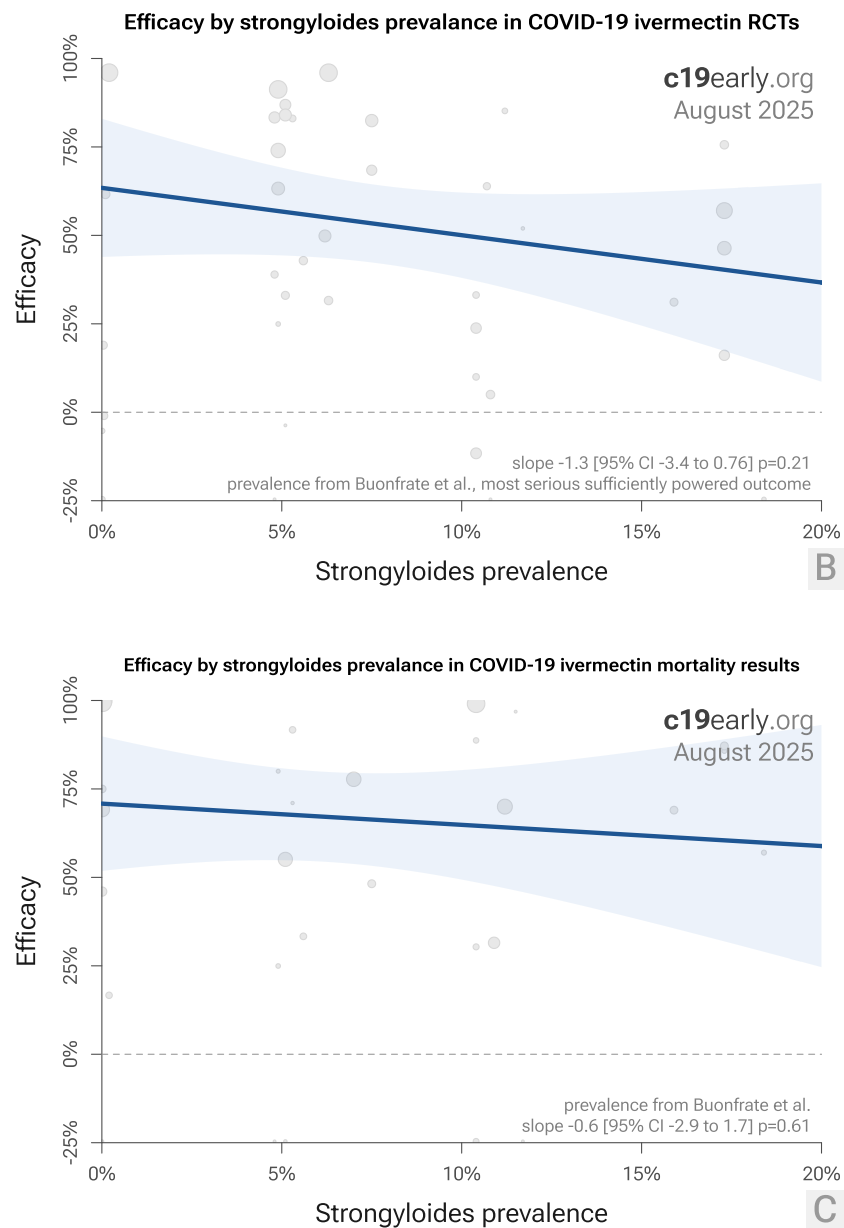 Efficacy by strongyloides prevalance in COVID-19 ivermectin RCTs
c19early.org
August 2025
100%
75%
50%
25%
0%
-25%
Efficacy
slope -1.3 [95% CI -3.4 to 0.76] p=0.21
prevalence from Buonfrate et al., most serious sufficiently powered outcome
0% 5% 10% 15% 20%
Strongyloides prevalence
B
Efficacy by strongyloides prevalance in COVID-19 ivermectin mortality results
c19early.org
August 2025
100%
75%
50%
25%
0%
-25%
Efficacy
prevalence from Buonfrate et al.
slope -0.6 [95% CI -2.9 to 1.7] p=0.61
0% 5% 10% 15% 20%
Strongyloides prevalence
C